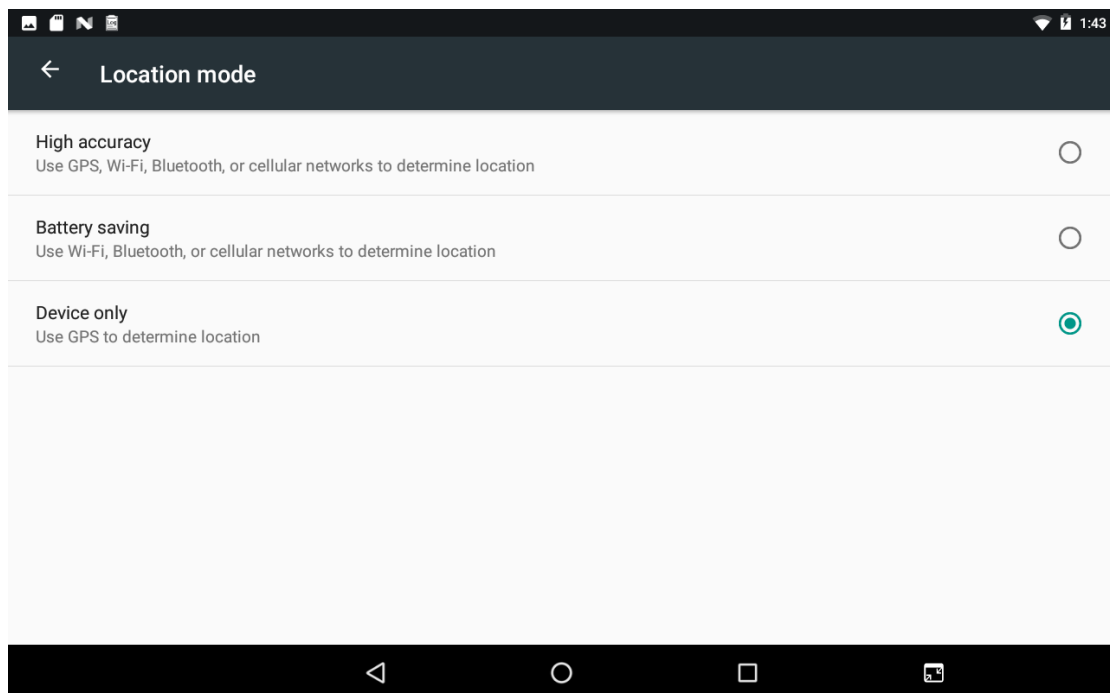 1:43
Location mode
High accuracy
Use GPS, Wi-Fi, Bluetooth, or cellular networks to determine location
Battery saving
Use Wi-Fi, Bluetooth, or cellular networks to determine location
Device only
Use GPS to determine location